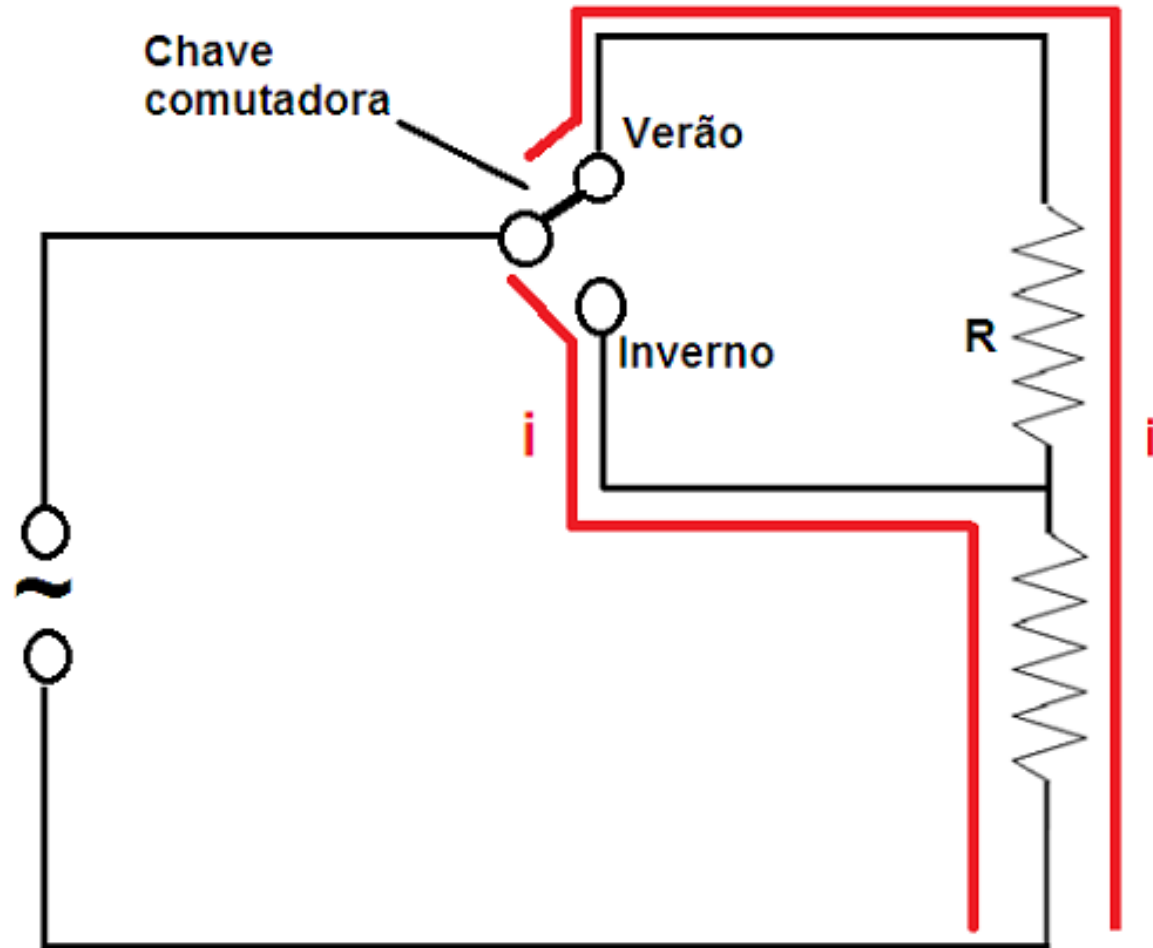 Chave
comutadora
Verão
Inverno
R
i
i
~